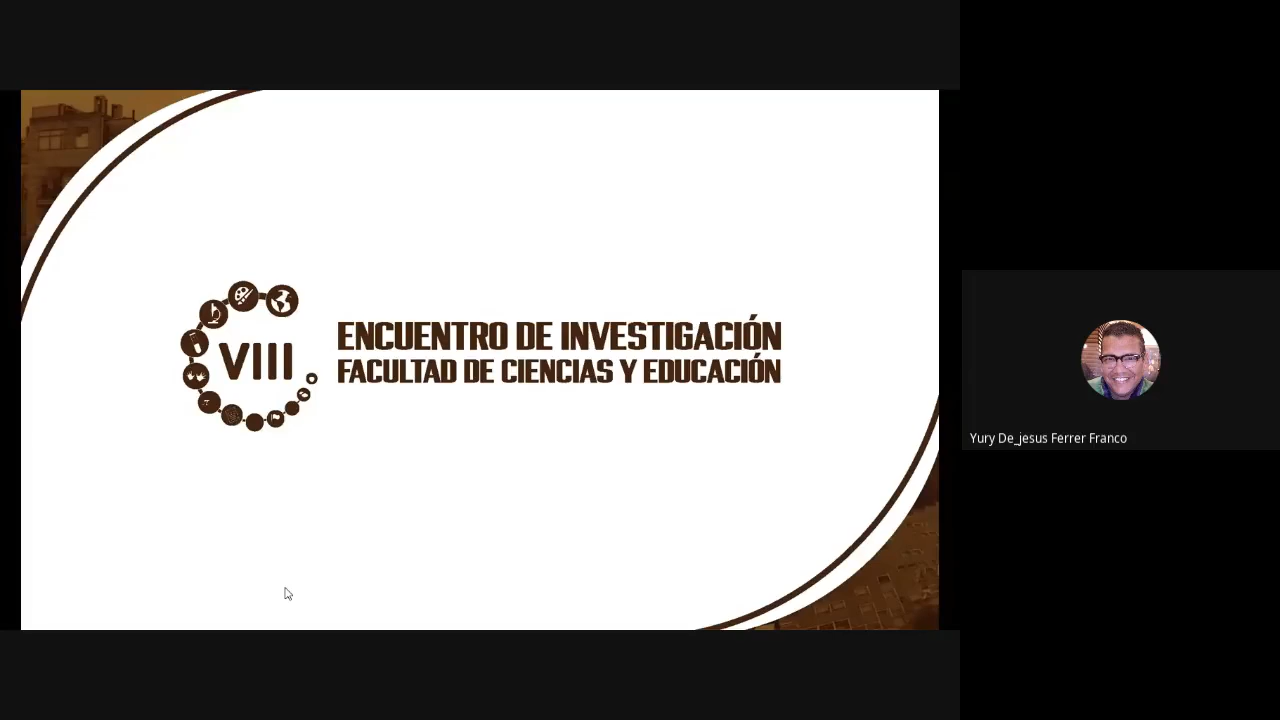 VIII
ENCUENTRO DE INVESTIGACIÓN
FACULTAD DE CIENCIAS Y EDUCACIÓN
Yury De_jesus Ferrer Franco